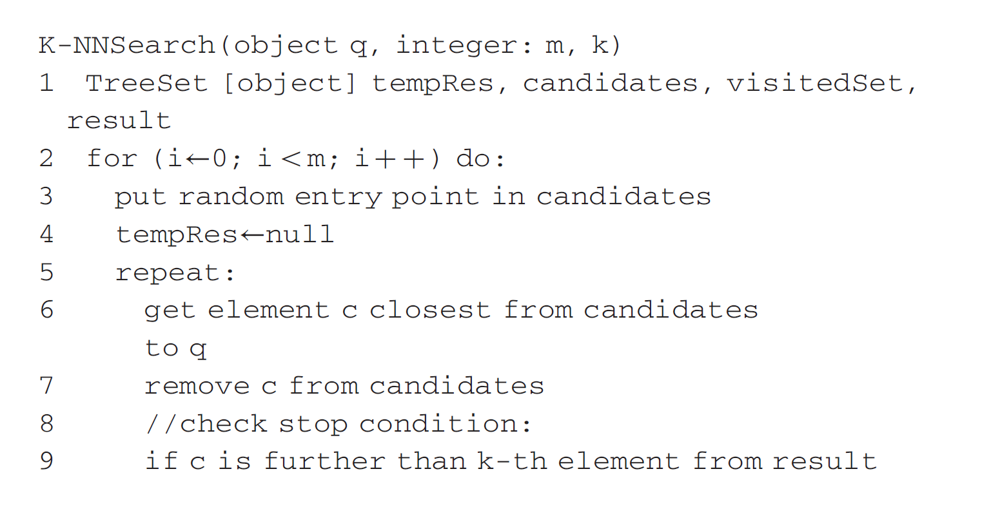 K-NNSearch(object q, integer: m, k)
1 TreeSet [object] tempRes, candidates, visitedSet,
result
2 for (i←0; i<m; i++) do:
3 put random entry point in candidates
4 tempRes←null
5 repeat:
6 get element c closest from candidates
to q
7 remove c from candidates
8 //check stop condition:
9 if c is further than k-th element from result